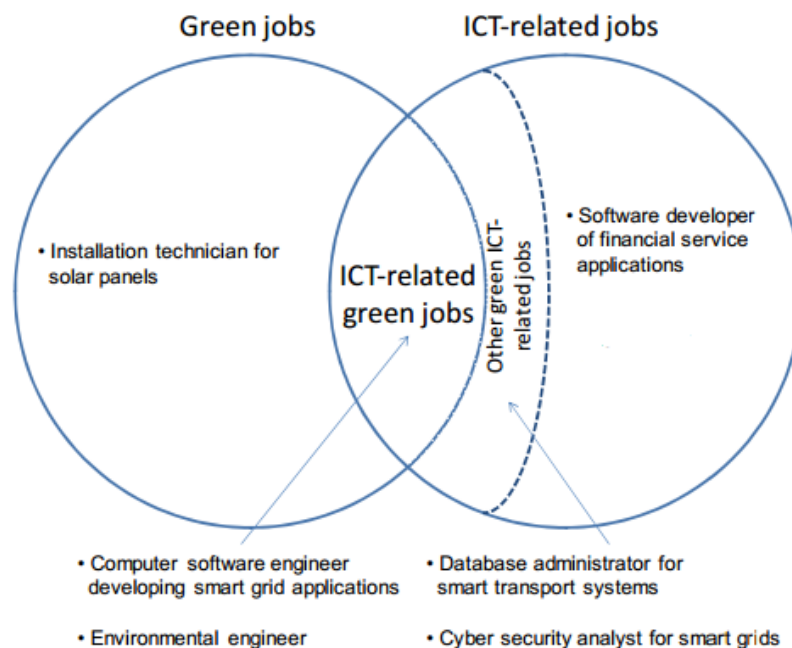 Green jobs
ICT-related jobs
• Installation technician for
solar panels
ICT-related
green jobs
Other green ICT-
related jobs
• Software developer
of financial service
applications
• Computer software engineer
developing smart grid applications
• Environmental engineer
• Database administrator for
smart transport systems
• Cyber security analyst for smart grids